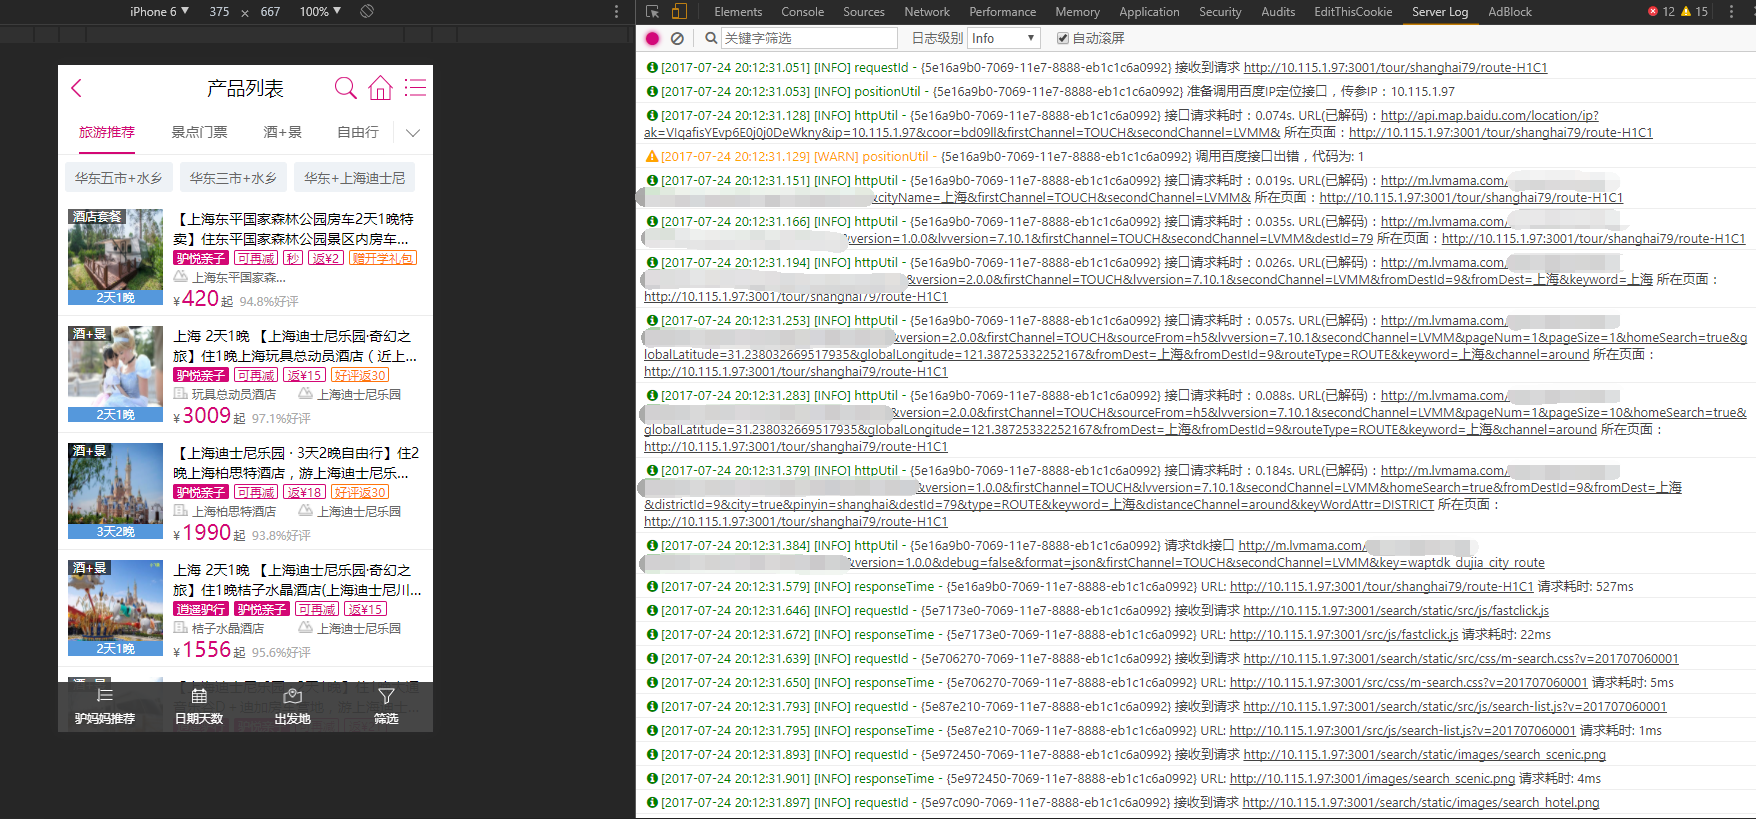 iPhone 6 ▼ 375 × 667 100% ▼
产品列表
旅游推荐 景点门票 酒+景 自由行
华东五市+水乡 华东三市+水乡 华东+上海迪士尼
酒店套餐
【上海东平国家森林公园房车2天1晚特
卖】住东平国家森林公园景区内房车...
驴悦亲子 可再减 秒 返¥2 赠开学礼包
上海东平国家森...
2天1晚
¥420起 94.8%好评
酒+景
上海 2天1晚 【上海迪士尼乐园·奇幻之
旅】住1晚上海玩具总动员酒店（近上...
驴悦亲子 可再减 返¥15 好评返30
玩具总动员酒店 上海迪士尼乐园
2天1晚
¥3009起 97.1%好评
酒+景
【上海迪士尼乐园 · 3天2晚自由行】住2
晚上海柏思特酒店，游上海迪士尼乐...
驴悦亲子 可再减 返¥18 好评返30
上海柏思特酒店 上海迪士尼乐园
3天2晚
¥1990起 93.8%好评
酒+景
上海 2天1晚 【上海迪士尼乐园·奇幻之
旅】住1晚桔子水晶酒店(上海迪士尼川...
逍遥驴行 驴悦亲子 可再减 返¥15
桔子水晶酒店 上海迪士尼乐园
2天1晚
¥1556起 95.6%好评
驴妈妈推荐 日期天数 出发地 筛选
Elements Console Sources Network Performance Memory Application Security Audits EditThisCookie Server Log AdBlock 12 15
关键字筛选 日志级别 Info ▼ 自动滚屏
[2017-07-24 20:12:31.051] [INFO] requestId - {5e16a9b0-7069-11e7-8888-eb1c1c6a0992} 接收到请求 http://10.115.1.97:3001/tour/shanghai79/route-H1C1
[2017-07-24 20:12:31.053] [INFO] positionUtil - {5e16a9b0-7069-11e7-8888-eb1c1c6a0992} 准备调用百度IP定位接口，传参IP：10.115.1.97
[2017-07-24 20:12:31.128] [INFO] httpUtil - {5e16a9b0-7069-11e7-8888-eb1c1c6a0992} 接口请求耗时：0.074s. URL(已解码)：http://api.map.baidu.com/location/ip?
ak=VIqafisYEvp6E0j0j0DeWkny&ip=10.115.1.97&coor=bd09ll&firstChannel=TOUCH&secondChannel=LVMM& 所在页面：http://10.115.1.97:3001/tour/shanghai79/route-H1C1
[2017-07-24 20:12:31.129] [WARN] positionUtil - {5e16a9b0-7069-11e7-8888-eb1c1c6a0992} 调用百度接口出错，代码为: 1
[2017-07-24 20:12:31.151] [INFO] httpUtil - {5e16a9b0-7069-11e7-8888-eb1c1c6a0992} 接口请求耗时：0.019s. URL(已解码)：http://m.lvmama.com/
&cityName=上海&firstChannel=TOUCH&secondChannel=LVMM& 所在页面：http://10.115.1.97:3001/tour/shanghai79/route-H1C1
[2017-07-24 20:12:31.166] [INFO] httpUtil - {5e16a9b0-7069-11e7-8888-eb1c1c6a0992} 接口请求耗时：0.035s. URL(已解码)：http://m.lvmama.com/
&version=1.0.0&lvversion=7.10.1&firstChannel=TOUCH&secondChannel=LVMM&destId=79 所在页面：http://10.115.1.97:3001/tour/shanghai79/route-H1C1
[2017-07-24 20:12:31.194] [INFO] httpUtil - {5e16a9b0-7069-11e7-8888-eb1c1c6a0992} 接口请求耗时：0.026s. URL(已解码)：http://m.lvmama.com/
&version=2.0.0&firstChannel=TOUCH&lvversion=7.10.1&secondChannel=LVMM&fromDestId=9&fromDest=上海&keyword=上海 所在页面：
http://10.115.1.97:3001/tour/shanghai79/route-H1C1
[2017-07-24 20:12:31.253] [INFO] httpUtil - {5e16a9b0-7069-11e7-8888-eb1c1c6a0992} 接口请求耗时：0.057s. URL(已解码)：http://m.lvmama.com/
&version=2.0.0&firstChannel=TOUCH&sourceFrom=h5&lvversion=7.10.1&secondChannel=LVMM&pageNum=1&pageSize=1&homeSearch=true&g
lobalLatitude=31.238032669517935&globalLongitude=121.38725332252167&fromDest=上海&fromDestId=9&routeType=ROUTE&keyword=上海&channel=around 所在页面：
http://10.115.1.97:3001/tour/shanghai79/route-H1C1
[2017-07-24 20:12:31.283] [INFO] httpUtil - {5e16a9b0-7069-11e7-8888-eb1c1c6a0992} 接口请求耗时：0.088s. URL(已解码)：http://m.lvmama.com/
&version=2.0.0&firstChannel=TOUCH&sourceFrom=h5&lvversion=7.10.1&secondChannel=LVMM&pageNum=1&pageSize=10&homeSearch=true&
globalLatitude=31.238032669517935&globalLongitude=121.38725332252167&fromDest=上海&fromDestId=9&routeType=ROUTE&keyword=上海&channel=around 所在页面：
http://10.115.1.97:3001/tour/shanghai79/route-H1C1
[2017-07-24 20:12:31.379] [INFO] httpUtil - {5e16a9b0-7069-11e7-8888-eb1c1c6a0992} 接口请求耗时：0.184s. URL(已解码)：http://m.lvmama.com/
&version=1.0.0&firstChannel=TOUCH&lvversion=7.10.1&secondChannel=LVMM&homeSearch=true&fromDestId=9&fromDest=上海
&districtId=9&city=true&pinyin=shanghai&destId=79&type=ROUTE&keyword=上海&distanceChannel=around&keyWordAttr=DISTRICT 所在页面：
http://10.115.1.97:3001/tour/shanghai79/route-H1C1
[2017-07-24 20:12:31.384] [INFO] httpUtil - {5e16a9b0-7069-11e7-8888-eb1c1c6a0992} 请求tdk接口 http://m.lvmama.com/
&version=1.0.0&debug=false&format=json&firstChannel=TOUCH&secondChannel=LVMM&key=waptdk_dujia_city_route
[2017-07-24 20:12:31.579] [INFO] responseTime - {5e16a9b0-7069-11e7-8888-eb1c1c6a0992} URL: http://10.115.1.97:3001/tour/shanghai79/route-H1C1 请求耗时: 527ms
[2017-07-24 20:12:31.646] [INFO] requestId - {5e7173e0-7069-11e7-8888-eb1c1c6a0992} 接收到请求 http://10.115.1.97:3001/search/static/src/js/fastclick.js
[2017-07-24 20:12:31.672] [INFO] responseTime - {5e7173e0-7069-11e7-8888-eb1c1c6a0992} URL: http://10.115.1.97:3001/src/js/fastclick.js 请求耗时: 22ms
[2017-07-24 20:12:31.639] [INFO] requestId - {5e706270-7069-11e7-8888-eb1c1c6a0992} 接收到请求 http://10.115.1.97:3001/search/static/src/css/m-search.css?v=201707060001
[2017-07-24 20:12:31.650] [INFO] responseTime - {5e706270-7069-11e7-8888-eb1c1c6a0992} URL: http://10.115.1.97:3001/src/css/m-search.css?v=201707060001 请求耗时: 5ms
[2017-07-24 20:12:31.793] [INFO] requestId - {5e87e210-7069-11e7-8888-eb1c1c6a0992} 接收到请求 http://10.115.1.97:3001/search/static/src/js/search-list.js?v=201707060001
[2017-07-24 20:12:31.795] [INFO] responseTime - {5e87e210-7069-11e7-8888-eb1c1c6a0992} URL: http://10.115.1.97:3001/src/js/search-list.js?v=201707060001 请求耗时: 1ms
[2017-07-24 20:12:31.893] [INFO] requestId - {5e972450-7069-11e7-8888-eb1c1c6a0992} 接收到请求 http://10.115.1.97:3001/search/static/images/search_scenic.png
[2017-07-24 20:12:31.901] [INFO] responseTime - {5e972450-7069-11e7-8888-eb1c1c6a0992} URL: http://10.115.1.97:3001/images/search_scenic.png 请求耗时: 4ms
[2017-07-24 20:12:31.897] [INFO] requestId - {5e97c090-7069-11e7-8888-eb1c1c6a0992} 接收到请求 http://10.115.1.97:3001/search/static/images/search_hotel.png